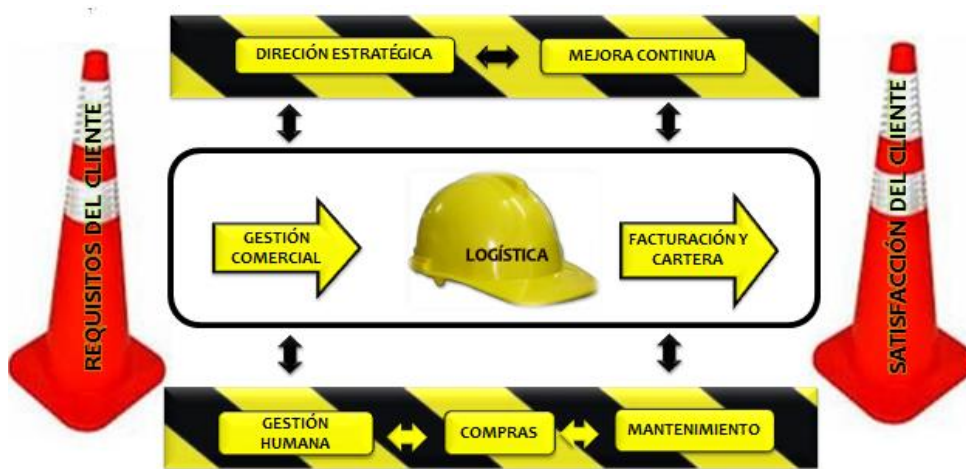 DIRECIÓN ESTRATÉGICA
MEJORA CONTINUA
REQUISITOS DEL CLIENTE
GESTIÓN
COMERCIAL
LOGÍSTICA
FACTURACIÓN Y
CARTERA
SATISFACCIÓN DEL CLIENTE
GESTIÓN
HUMANA
COMPRAS
MANTENIMIENTO